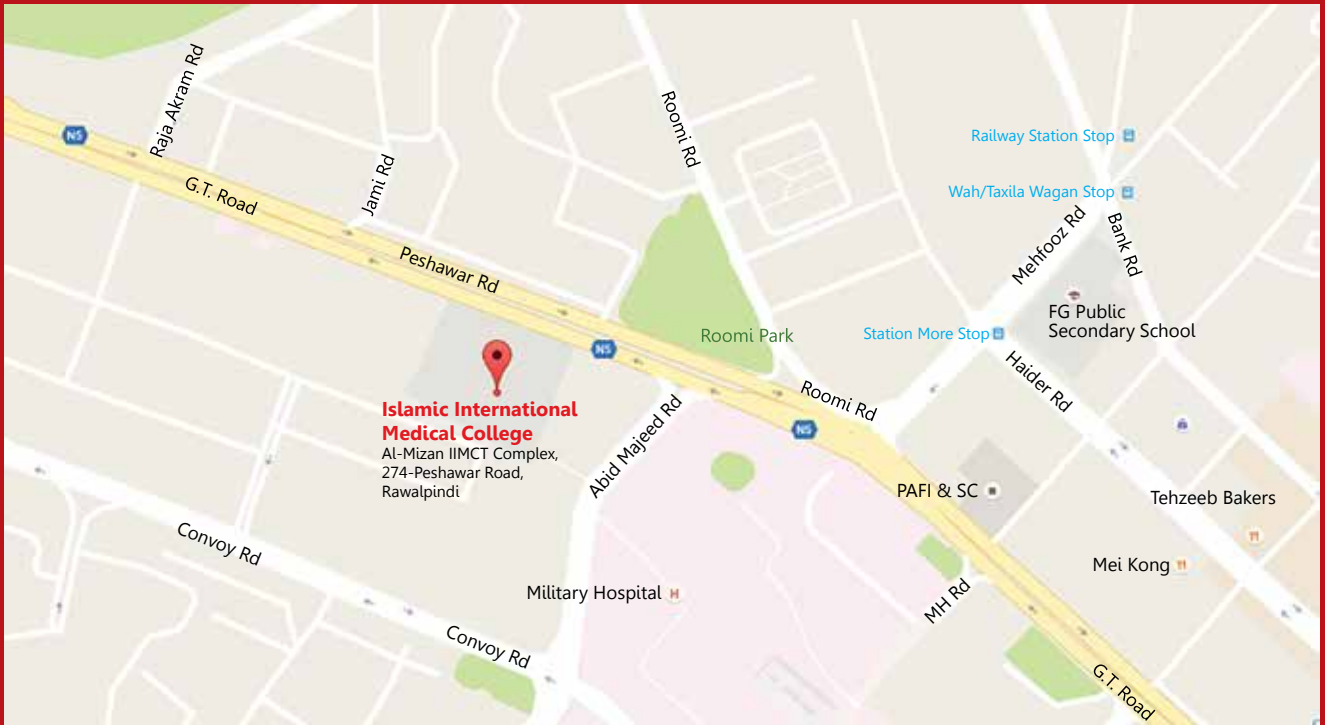 Raja Akram Rd
Roomi Rd
Railway Station Stop
N5
Jami Rd
G.T. Road
Wah/Taxila Wagan Stop
Mehfooz Rd
Bank Rd
Peshawar Rd
FG Public
Secondary School
Roomi Park
Station More Stop
N5
Haider Rd
Roomi Rd
Islamic International
Medical College
Al-Mizan IIMCT Complex,
274-Peshawar Road,
Rawalpindi
N5
Abid Majeed Rd
PAFI & SC
Tehzeeb Bakers
Convoy Rd
Mei Kong
Military Hospital
H
MH Rd
Convoy Rd
G.T. Road